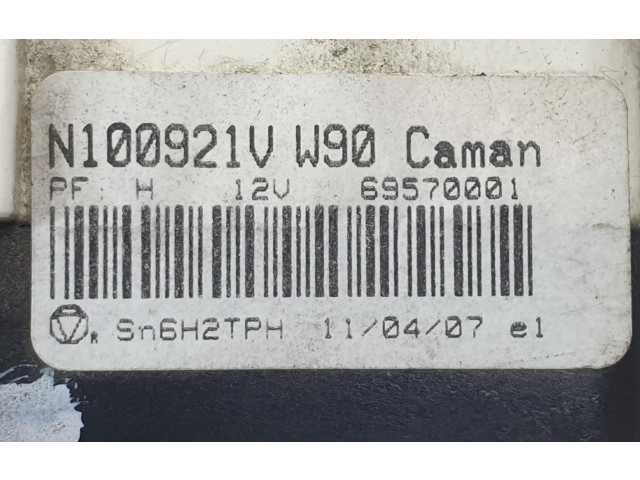 N100921V W90 Caman
PF H 12V 69570001
R Sn6H2TPH 11/04/07 e1